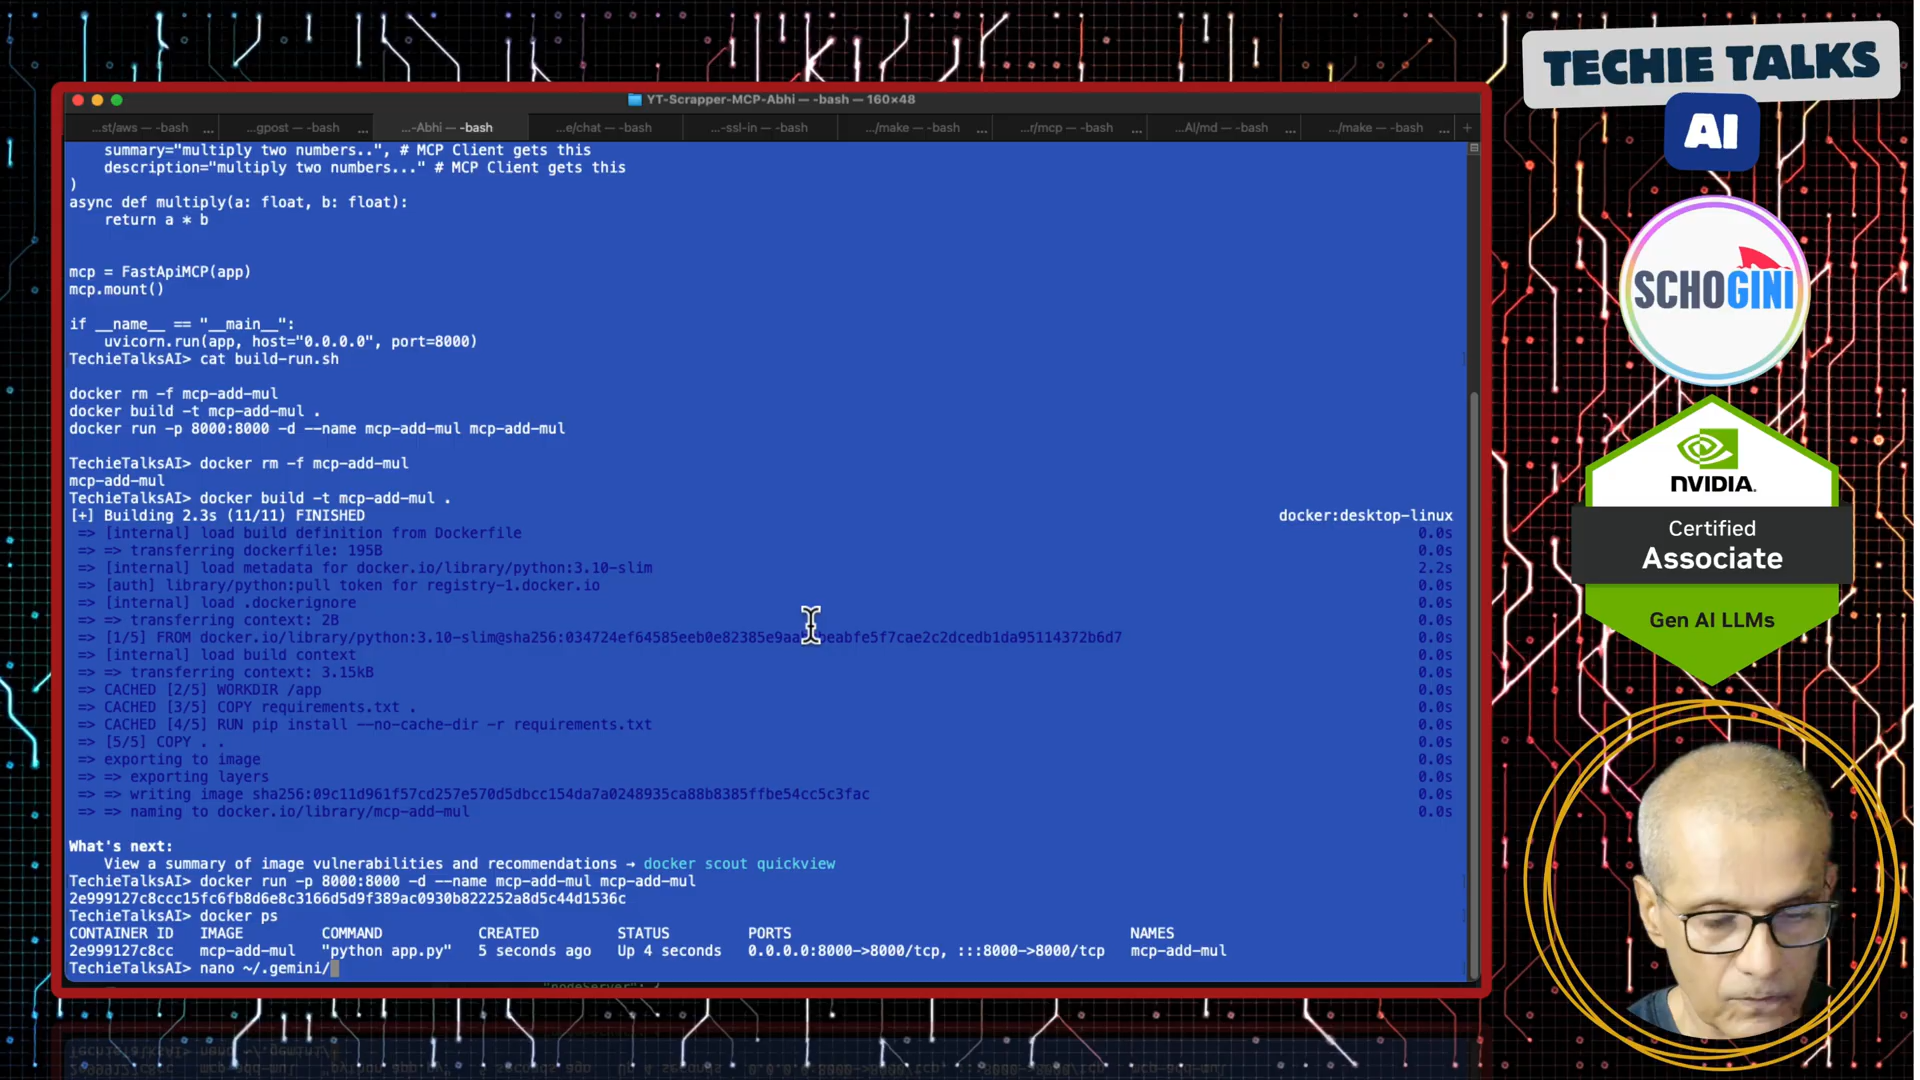 TECHIE TALKS
AI
SCHOGINI
NVIDIA.
Certified
Associate
Gen AI LLMs
YT-Scrapper-MCP-Abhi — -bash — 160×48
...st/aws — -bash ...
...gpost — -bash ...
...-Abhi — -bash
...e/chat — -bash
...-ssl-in — -bash
.../make — -bash ...
...r/mcp — -bash ...
...AI/md — -bash ...
.../make — -bash ...
summary="multiply two numbers..", # MCP Client gets this
description="multiply two numbers..." # MCP Client gets this
)
async def multiply(a: float, b: float):
return a * b
mcp = FastApiMCP(app)
mcp.mount()
if __name__ == "__main__":
uvicorn.run(app, host="0.0.0.0", port=8000)
TechieTalksAI> cat build-run.sh
docker rm -f mcp-add-mul
docker build -t mcp-add-mul .
docker run -p 8000:8000 -d --name mcp-add-mul mcp-add-mul
TechieTalksAI> docker rm -f mcp-add-mul
mcp-add-mul
TechieTalksAI> docker build -t mcp-add-mul .
[+] Building 2.3s (11/11) FINISHED docker:desktop-linux
=> [internal] load build definition from Dockerfile 0.0s
=> => transferring dockerfile: 195B 0.0s
=> [internal] load metadata for docker.io/library/python:3.10-slim 2.2s
=> [auth] library/python:pull token for registry-1.docker.io 0.0s
=> [internal] load .dockerignore 0.0s
=> => transferring context: 2B 0.0s
=> [1/5] FROM 0.0s
=> [internal] load build context 0.0s
=> => transferring context: 3.15kB 0.0s
=> CACHED [2/5] WORKDIR /app 0.0s
=> CACHED [3/5] COPY requirements.txt . 0.0s
=> CACHED [4/5] RUN pip install --no-cache-dir -r requirements.txt 0.0s
=> [5/5] COPY . . 0.0s
=> exporting to image 0.0s
=> => exporting layers 0.0s
=> => writing image sha256:09c11d961f57cd257e570d5dbcc154da7a0248935ca88b8385ffbe54cc5c3fac 0.0s
=> => naming to docker.io/library/mcp-add-mul 0.0s
What's next:
View a summary of image vulnerabilities and recommendations → docker scout quickview
TechieTalksAI> docker run -p 8000:8000 -d --name mcp-add-mul mcp-add-mul
2e999127c8ccc15fc6fb8d6e8c3166d5d9f389ac0930b822252a8d5c44d1536c
TechieTalksAI> docker ps
CONTAINER ID IMAGE COMMAND CREATED STATUS PORTS NAMES
2e999127c8cc mcp-add-mul "python app.py" 5 seconds ago Up 4 seconds 0.0.0.0:8000->8000/tcp, :::8000->8000/tcp mcp-add-mul
TechieTalksAI> nano ~/.gemini/